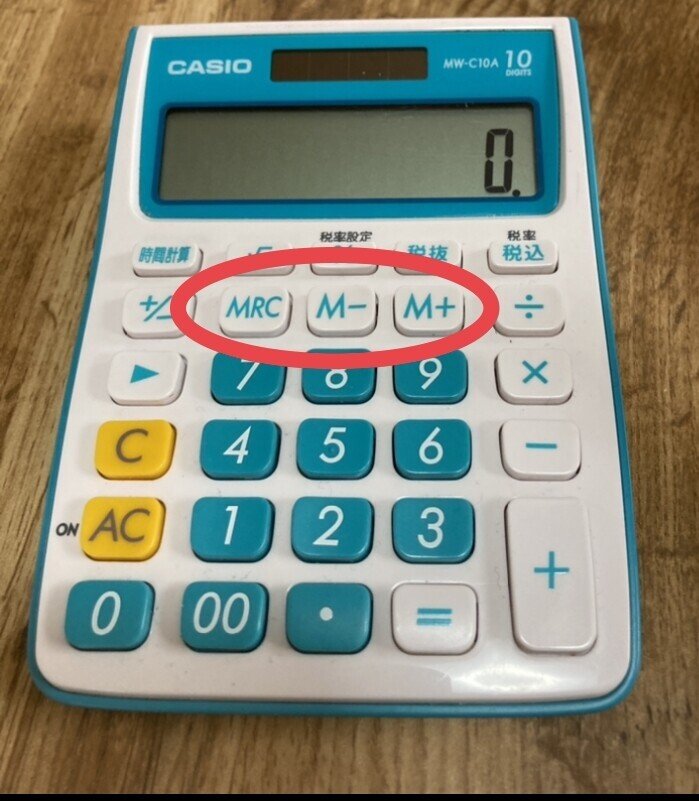 CASIO MW-C10A 10
DIGITS
0.
税率設定 税率
時間計算 √ 税抜 税込
+/− MRC M− M+ ÷
▶ 7 8 9 ×
C 4 5 6 −
ON AC 1 2 3 +
0 00 • =